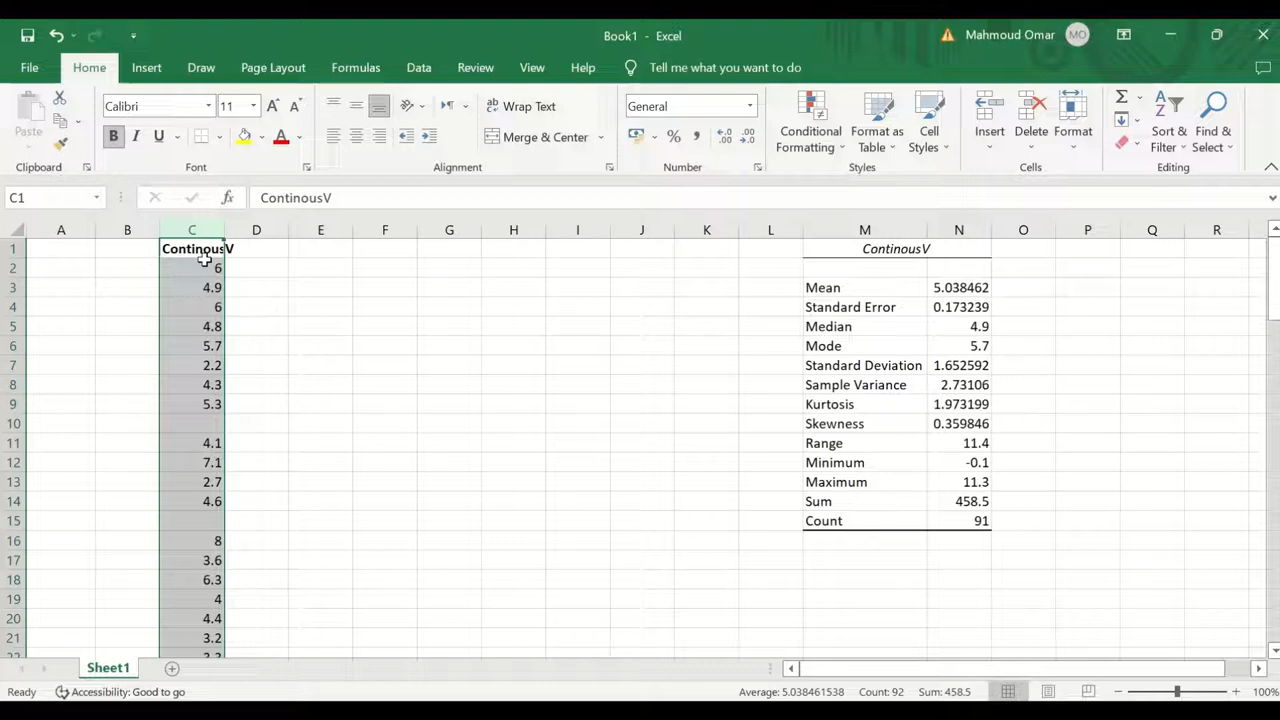 Book1 - Excel
Mahmoud Omar MO
File Home Insert Draw Page Layout Formulas Data Review View Help Tell me what you want to do
Calibri 11
Wrap Text
General
Paste
B I U
A
Merge & Center
$ % ,
Conditional Formatting
Format as Table
Cell Styles
Insert
Delete
Format
Sort & Filter
Find & Select
Clipboard Font Alignment Number Styles Cells Editing
C1 fx ContinousV
A B C D E F G H I J K L M N O P Q R
1 ContinousV ContinousV
2 6
3 4.9 Mean 5.038462
4 6 Standard Error 0.173239
5 4.8 Median 4.9
6 5.7 Mode 5.7
7 2.2 Standard Deviation 1.652592
8 4.3 Sample Variance 2.73106
9 5.3 Kurtosis 1.973199
10 Skewness 0.359846
11 4.1 Range 11.4
12 7.1 Minimum -0.1
13 2.7 Maximum 11.3
14 4.6 Sum 458.5
15 Count 91
16 8
17 3.6
18 6.3
19 4
20 4.4
21 3.2
Sheet1
Ready Accessibility: Good to go Average: 5.038461538 Count: 92 Sum: 458.5 100%